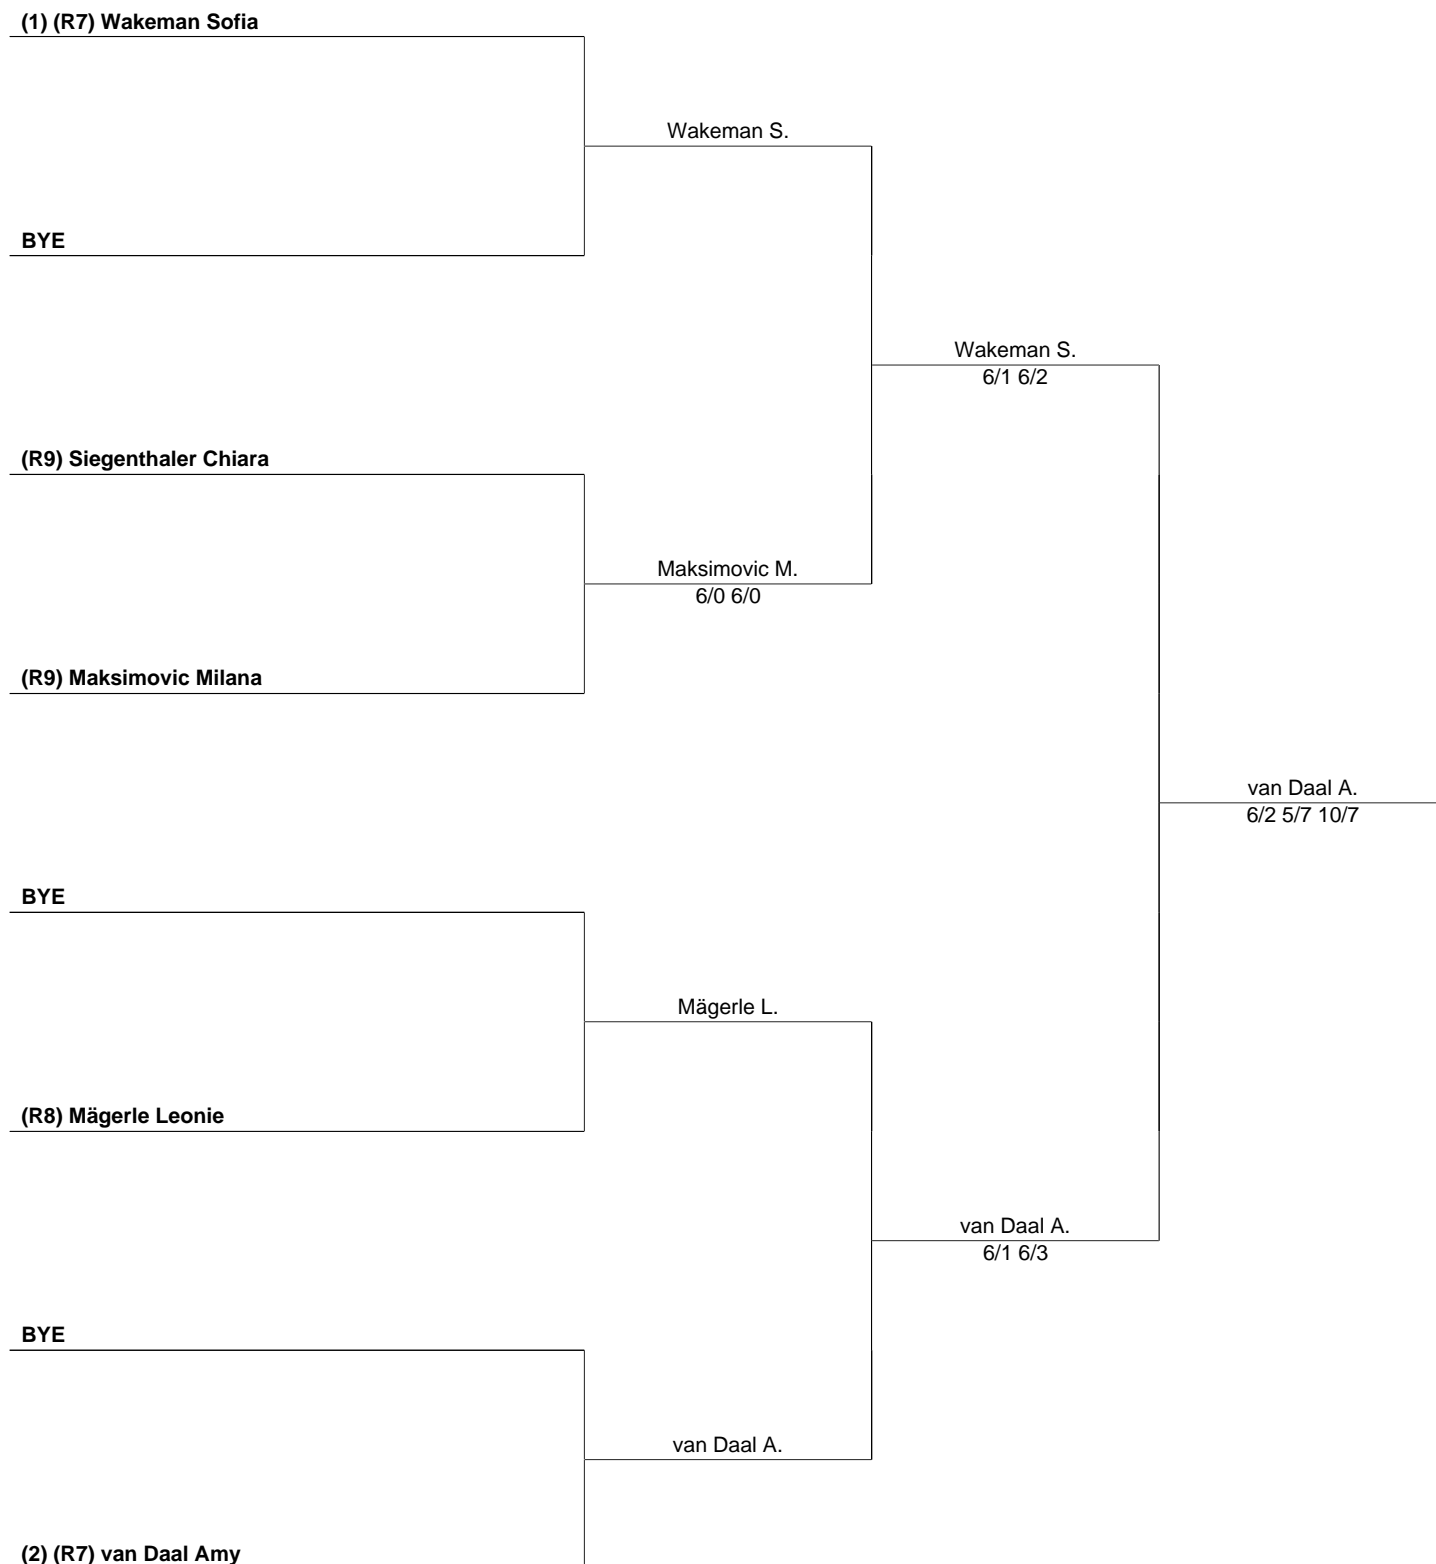 (1) (R7) Wakeman Sofia
Wakeman S.
BYE
Wakeman S.
6/1 6/2
(R9) Siegenthaler Chiara
Maksimovic M.
6/0 6/0
(R9) Maksimovic Milana
van Daal A.
6/2 5/7 10/7
BYE
Mägerle L.
(R8) Mägerle Leonie
van Daal A.
6/1 6/3
BYE
van Daal A.
(2) (R7) van Daal Amy